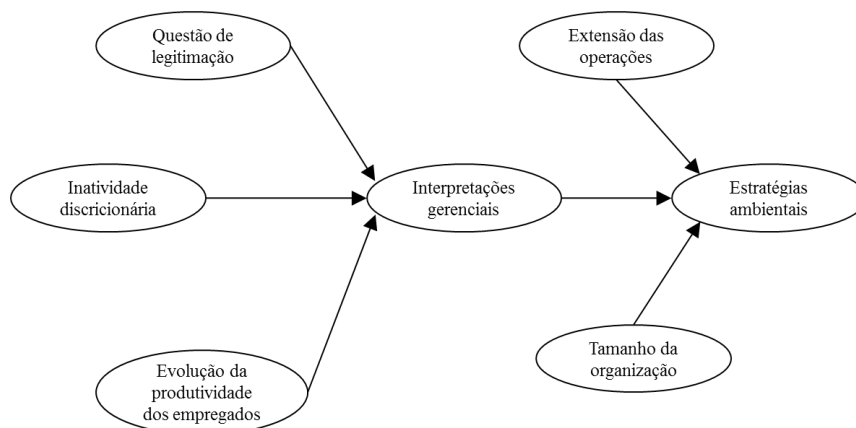 Questão de
legitimação
Extensão das
operações
Inatividade
discricionária
Interpretações
gerenciais
Estratégias
ambientais
Evolução da
produtividade
dos empregados
Tamanho da
organização